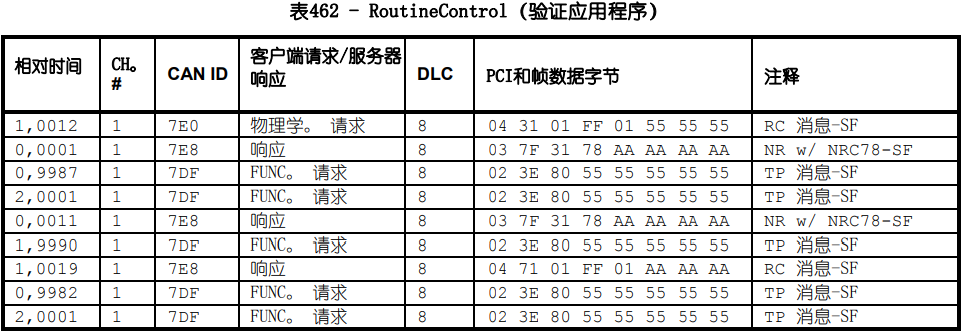 表462 - RoutineControl (验证应用程序)
相对时间 CH。# CAN ID 客户端请求/服务器响应 DLC PCI和帧数据字节 注释
1,0012 1 7E0 物理学。 请求 8 04 31 01 FF 01 55 55 55 RC 消息-SF
0,0001 1 7E8 响应 8 03 7F 31 78 AA AA AA AA NR w/ NRC78-SF
0,9987 1 7DF FUNC。 请求 8 02 3E 80 55 55 55 55 55 TP 消息-SF
2,0001 1 7DF FUNC。 请求 8 02 3E 80 55 55 55 55 55 TP 消息-SF
0,0011 1 7E8 响应 8 03 7F 31 78 AA AA AA AA NR w/ NRC78-SF
1,9990 1 7DF FUNC。 请求 8 02 3E 80 55 55 55 55 55 TP 消息-SF
1,0019 1 7E8 响应 8 04 71 01 FF 01 AA AA AA RC 消息-SF
0,9982 1 7DF FUNC。 请求 8 02 3E 80 55 55 55 55 55 TP 消息-SF
2,0001 1 7DF FUNC。 请求 8 02 3E 80 55 55 55 55 55 TP 消息-SF